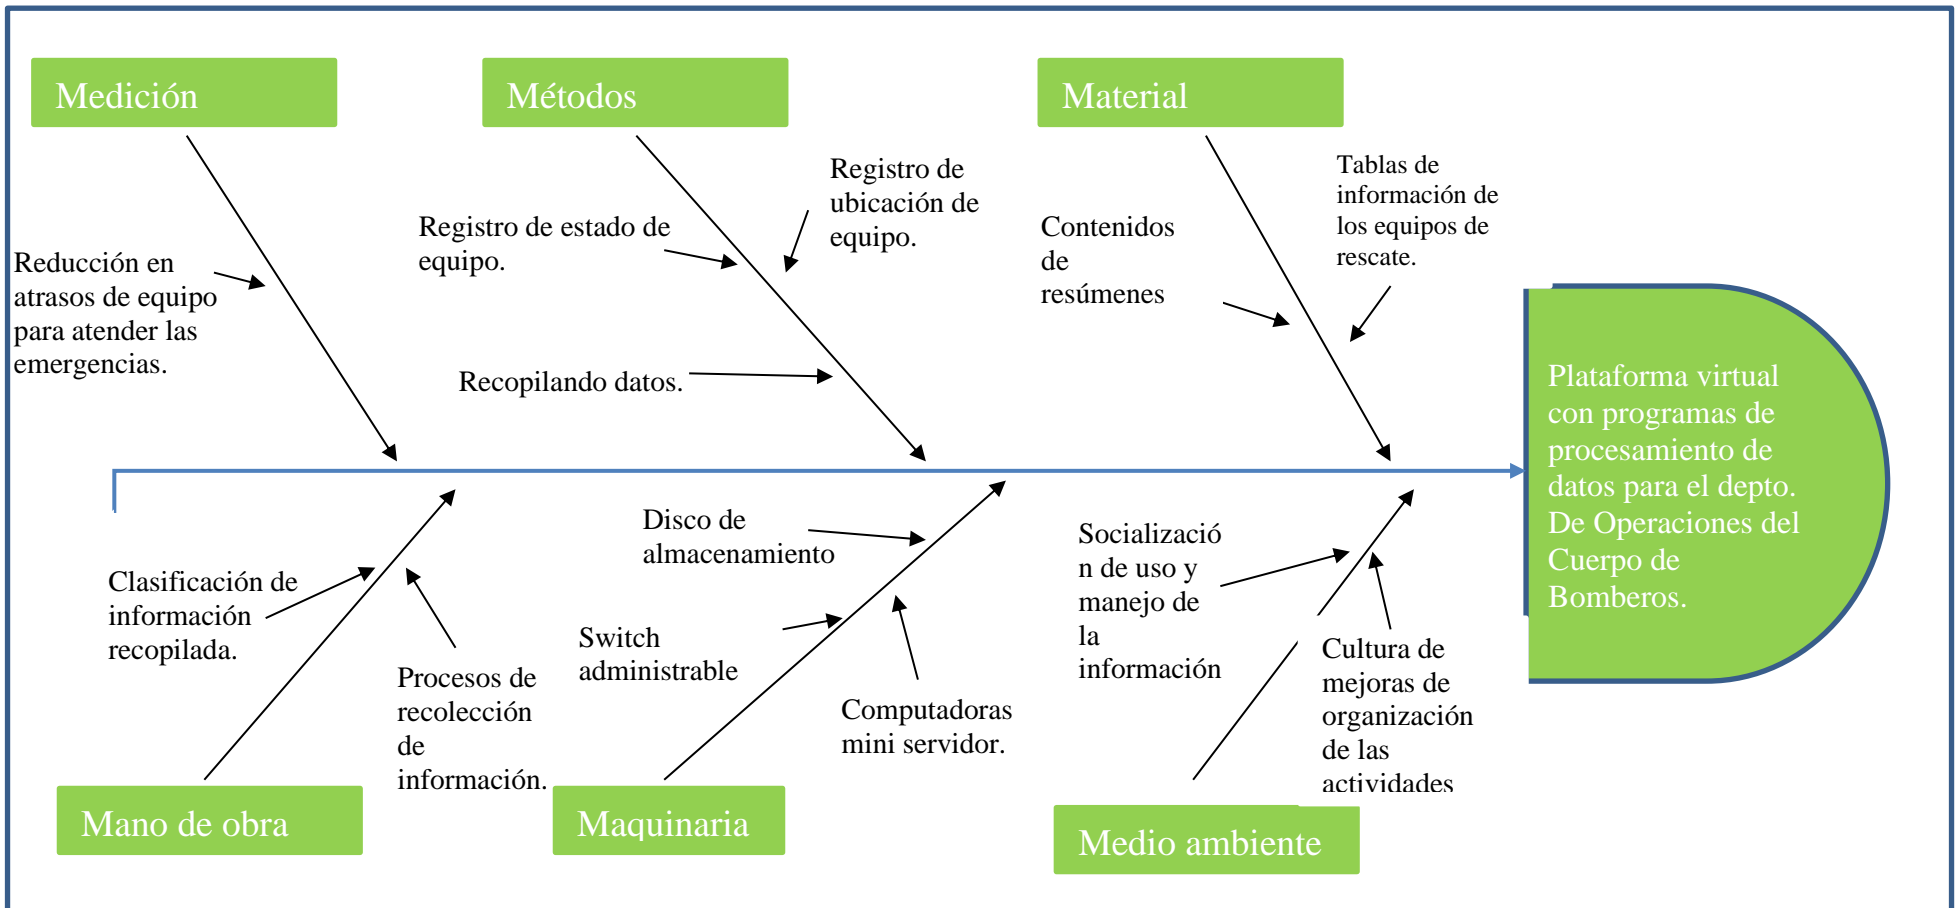 Medición
Métodos
Material
Reducción en
atrasos de equipo
para atender las
emergencias.
Registro de estado de
equipo.
Registro de
ubicación de
equipo.
Recopilando datos.
Contenidos
de
resúmenes
Tablas de
información de
los equipos de
rescate.
Plataforma virtual
con programas de
procesamiento de
datos para el depto.
De Operaciones del
Cuerpo de
Bomberos.
Clasificación de
información
recopilada.
Procesos de
recolección
de
información.
Disco de
almacenamiento
Switch
administrable
Computadoras
mini servidor.
Socializació
n de uso y
manejo de
la
información
Cultura de
mejoras de
organización
de las
actividades
Mano de obra
Maquinaria
Medio ambiente